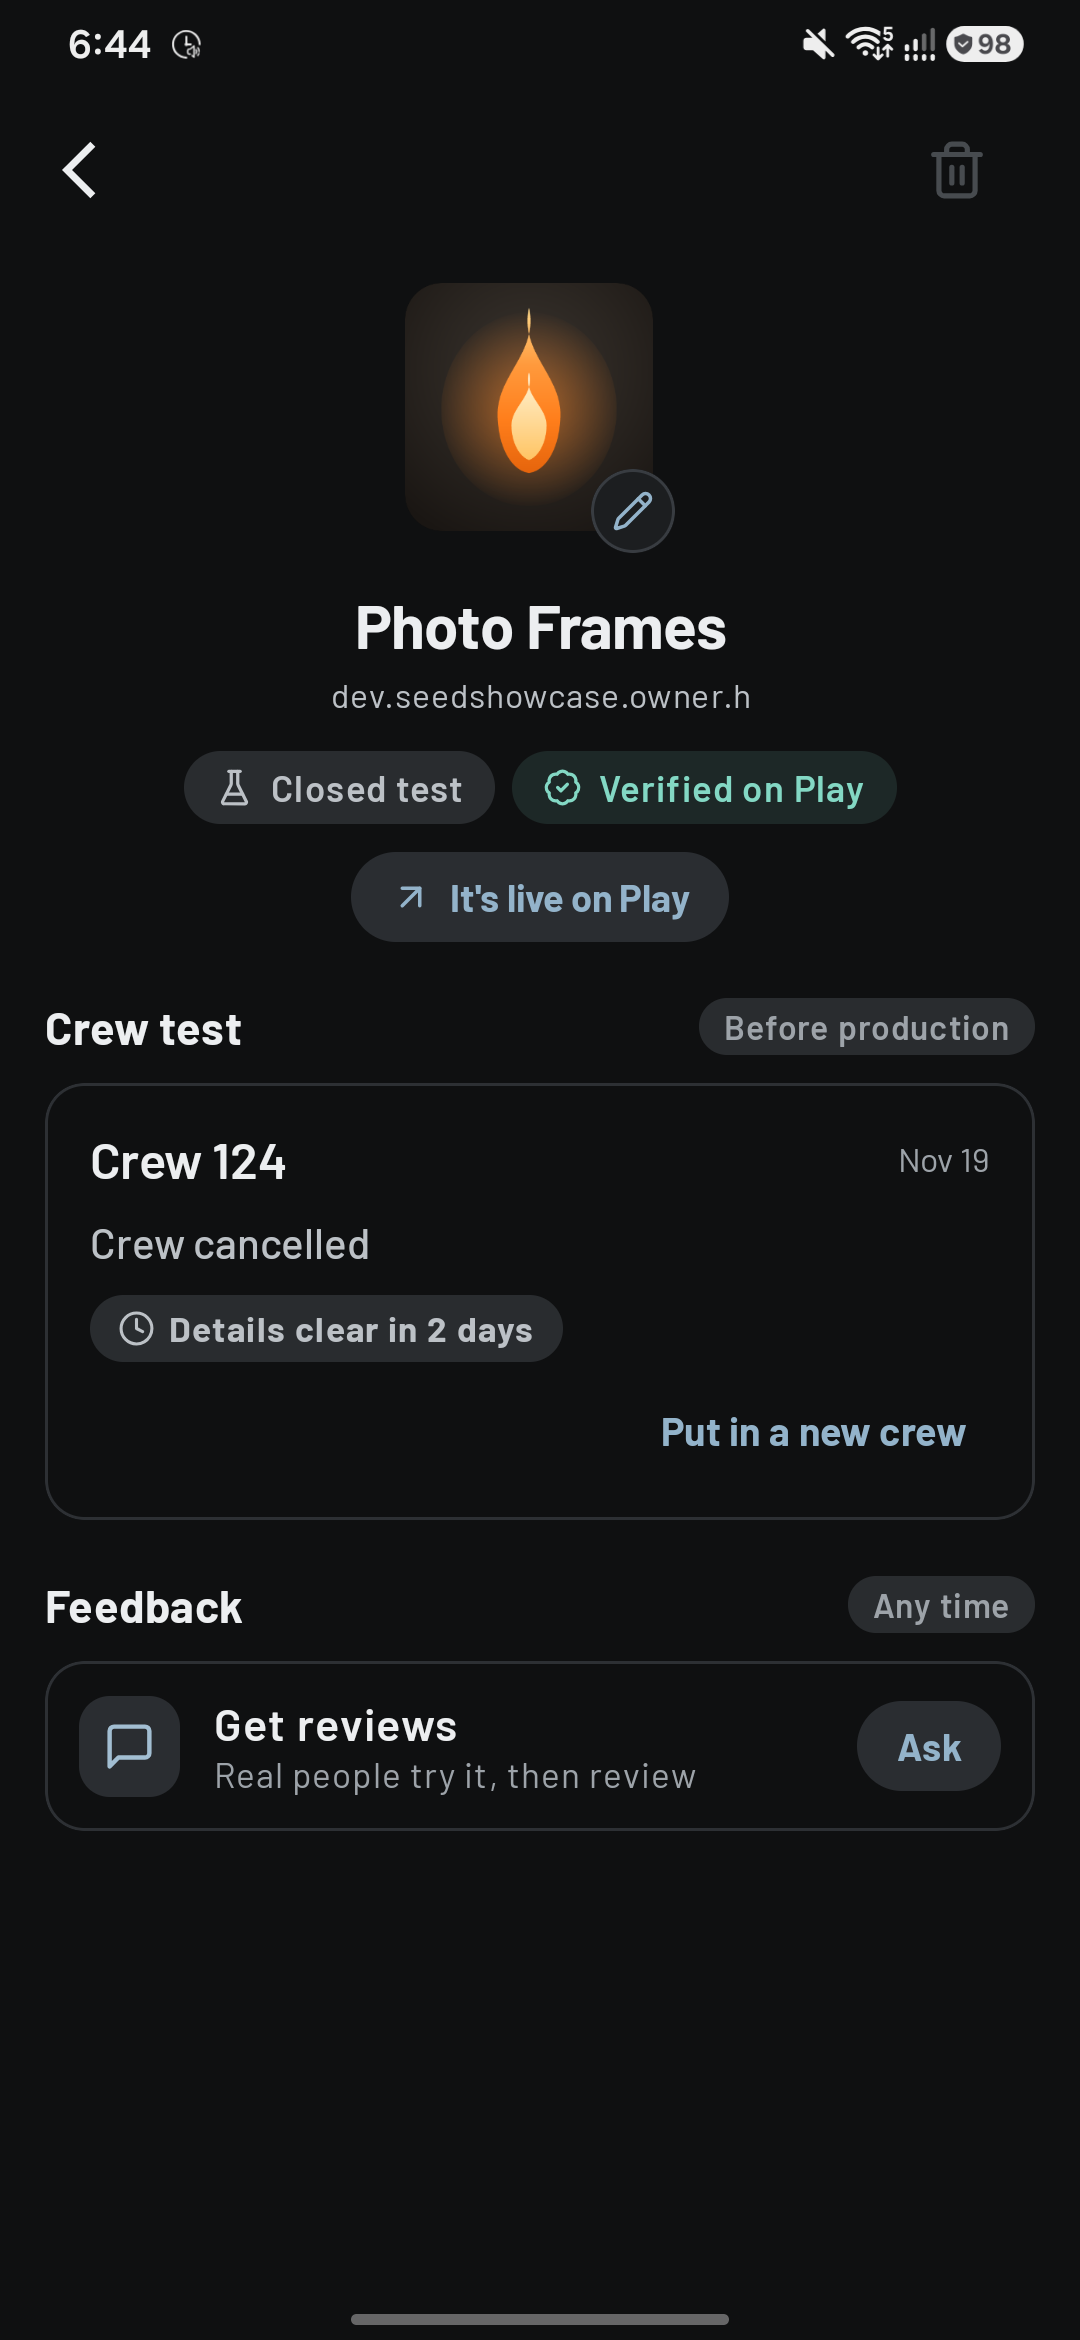 6:44
5
98
Photo Frames
dev.seedshowcase.owner.h
Closed test
Verified on Play
It's live on Play
Crew test
Before production
Crew 124
Nov 19
Crew cancelled
Details clear in 2 days
Put in a new crew
Feedback
Any time
Get reviews
Real people try it, then review
Ask